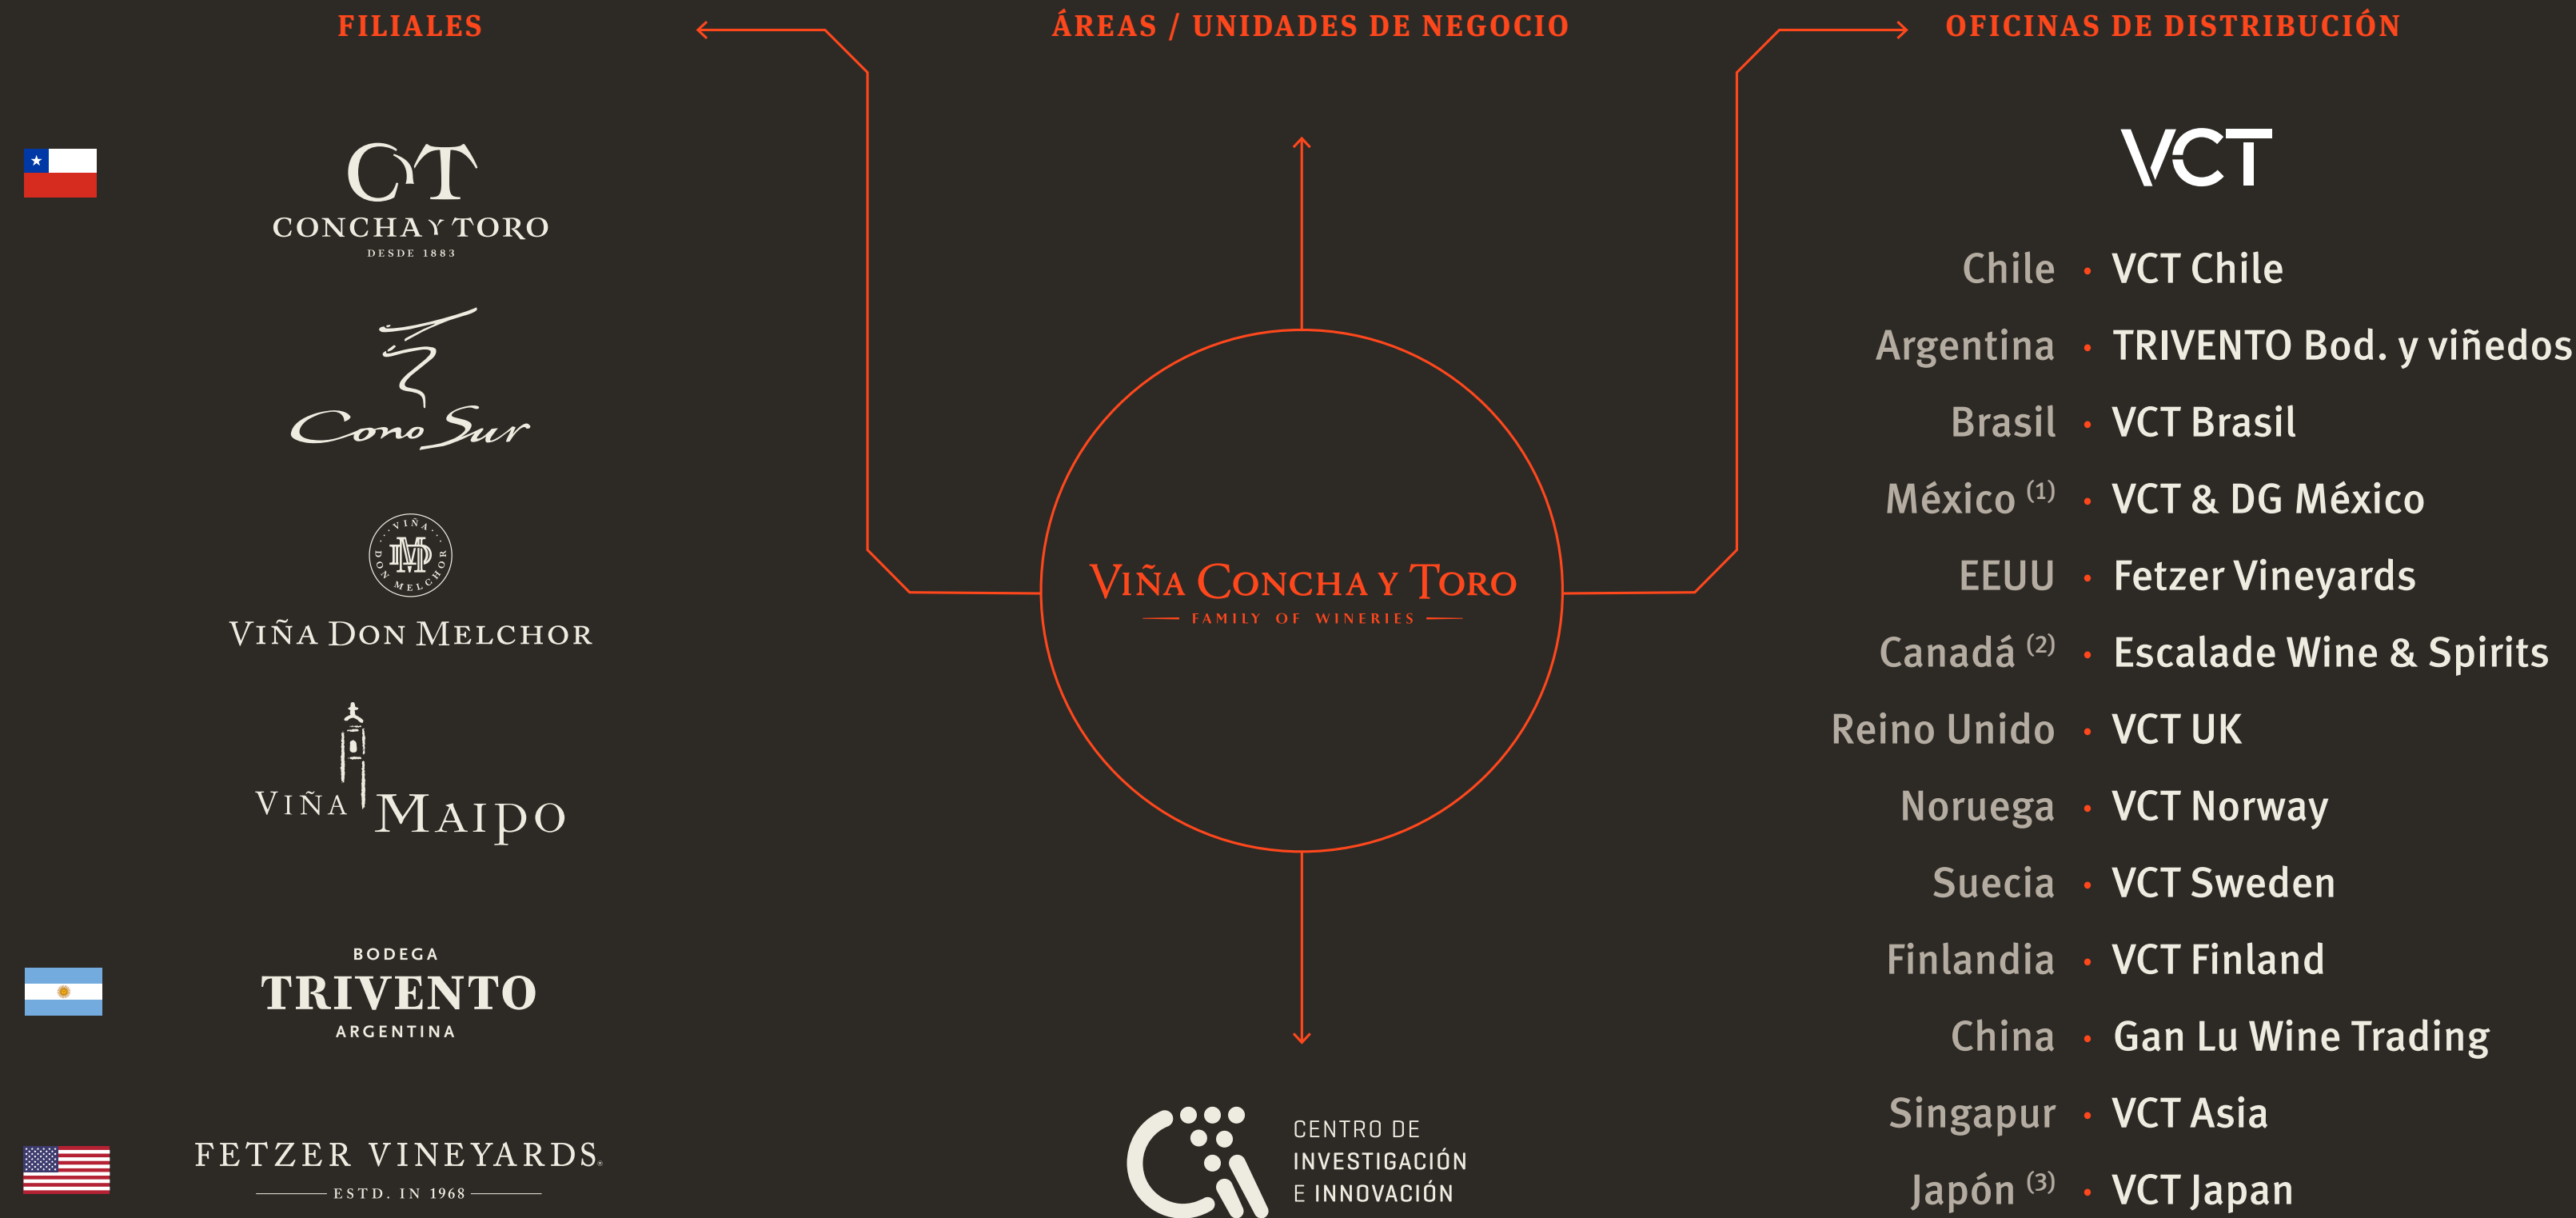 FILIALES
CT
CONCHA Y TORO
DESDE 1883
Cono Sur
VIÑA
DON MELCHOR
VIÑA DON MELCHOR
VIÑA MAIPO
BODEGA
TRIVENTO
ARGENTINA
FETZER VINEYARDS®
ESTD. IN 1968
ÁREAS / UNIDADES DE NEGOCIO
VIÑA CONCHA Y TORO
FAMILY OF WINERIES
CENTRO DE
INVESTIGACIÓN
E INNOVACIÓN
OFICINAS DE DISTRIBUCIÓN
VCT
Chile • VCT Chile
Argentina • TRIVENTO Bod. y viñedos
Brasil • VCT Brasil
México (1) • VCT & DG México
EEUU • Fetzer Vineyards
Canadá (2) • Escalade Wine & Spirits
Reino Unido • VCT UK
Noruega • VCT Norway
Suecia • VCT Sweden
Finlandia • VCT Finland
China • Gan Lu Wine Trading
Singapur • VCT Asia
Japón (3) • VCT Japan